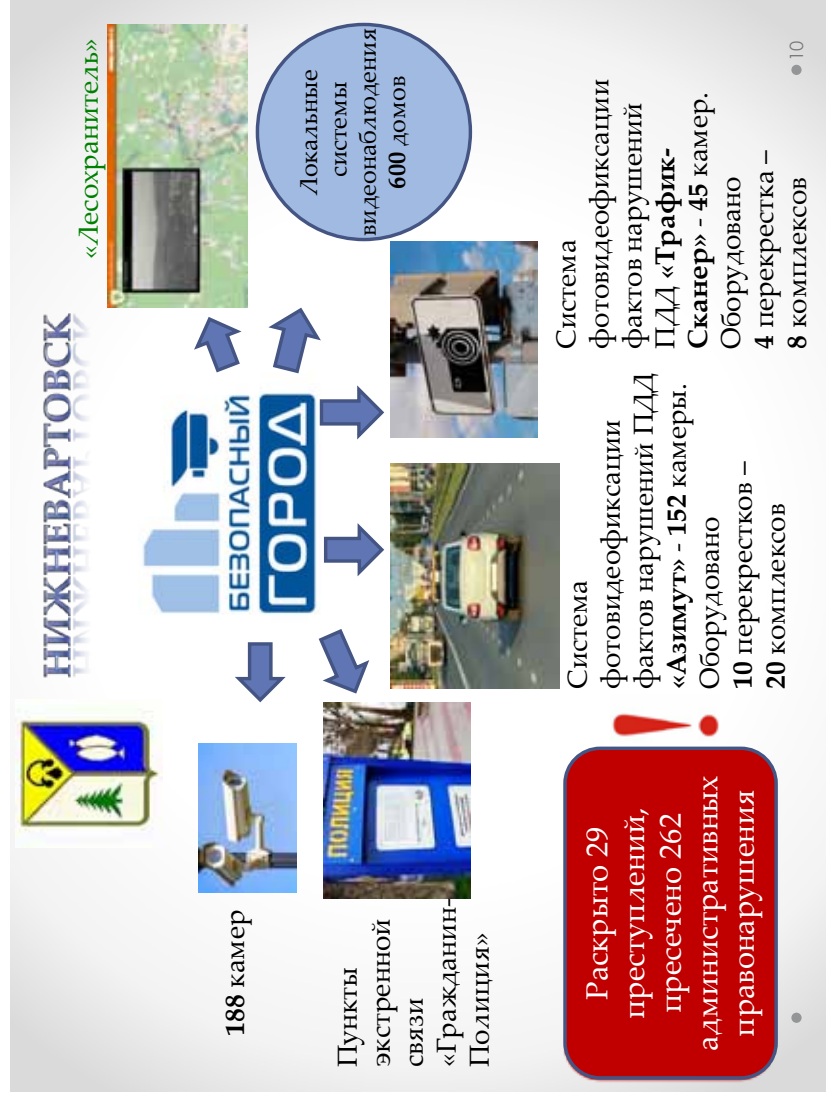 НИЖНЕВАРТОВСК
«Лесохранитель»
БЕЗОПАСНЫЙ
ГОРОД
188 камер
Локальные
системы
видеонаблюдения
600 домов
Пункты
экстренной
связи
«Гражданин-
Полиция»
ПОЛИЦИЯ
Раскрыто 29
преступлений,
пресечено 262
административных
правонарушения
Система
фотовидеофиксации
фактов нарушений ПДД
«Азимут» - 152 камеры.
Оборудовано
10 перекрестков –
20 комплексов
Система
фотовидеофиксации
фактов нарушений
ПДД «Трафик-
Сканер» - 45 камер.
Оборудовано
4 перекрестка –
8 комплексов
10